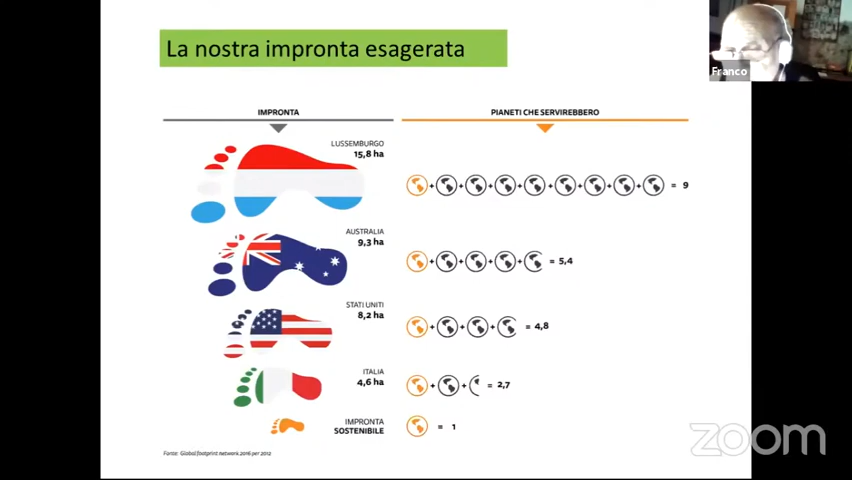 La nostra impronta esagerata
Franco
IMPRONTA
PIANETI CHE SERVIREBBERO
LUSSEMBURGO
15,8 ha
+ + + + + + + + = 9
AUSTRALIA
9,3 ha
+ + + + = 5,4
STATI UNITI
8,2 ha
+ + + = 4,8
ITALIA
4,6 ha
+ + = 2,7
IMPRONTA
SOSTENIBILE
= 1
zoom
Fonte: Global footprint network 2016 per 2012